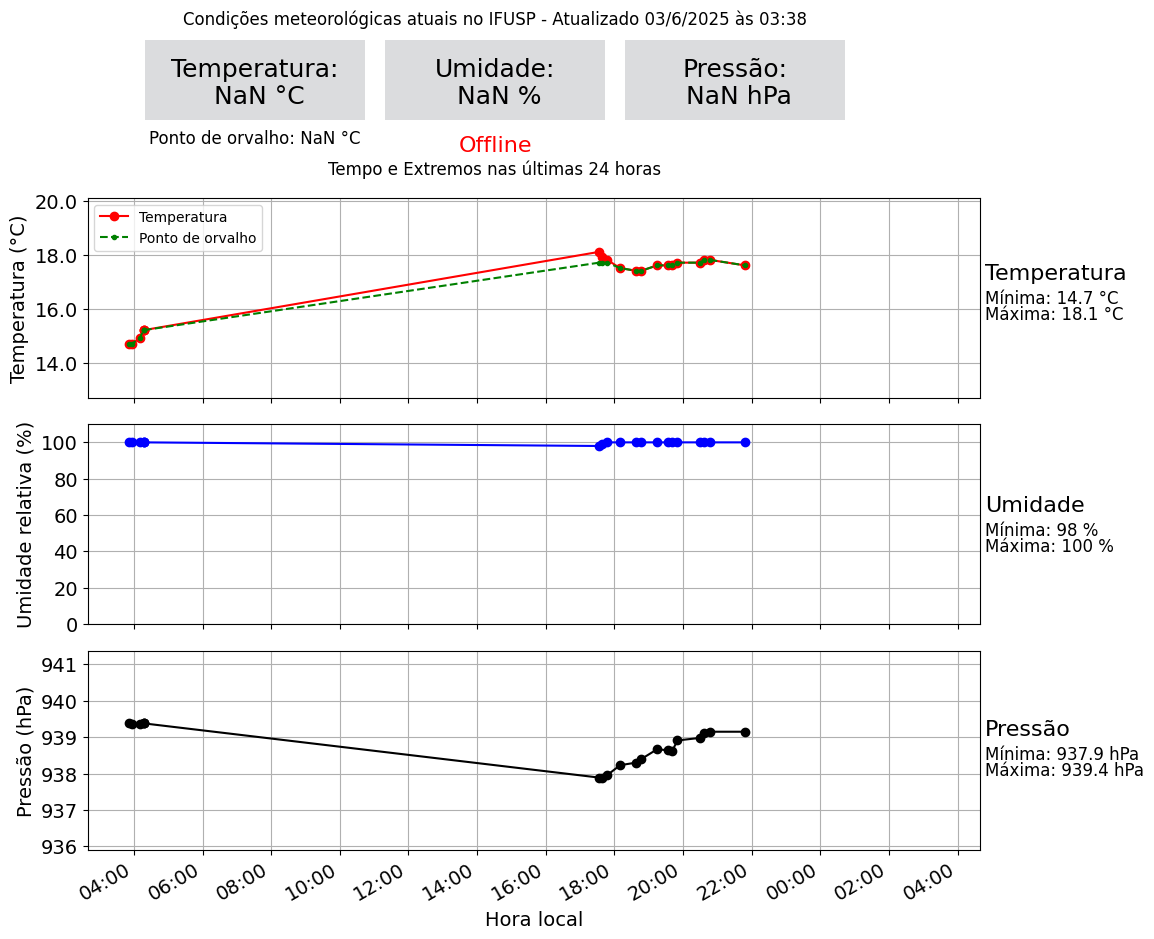 Condições meteorológicas atuais no IFUSP - Atualizado 03/6/2025 às 03:38
Temperatura:
NaN °C
Umidade:
NaN %
Pressão:
NaN hPa
Ponto de orvalho: NaN °C
Offline
Tempo e Extremos nas últimas 24 horas
Temperatura (°C)
20.0
18.0
16.0
14.0
Temperatura
Ponto de orvalho
Temperatura
Mínima: 14.7 °C
Máxima: 18.1 °C
Umidade relativa (%)
100
80
60
40
20
0
Umidade
Mínima: 98 %
Máxima: 100 %
Pressão (hPa)
941
940
939
938
937
936
Pressão
Mínima: 937.9 hPa
Máxima: 939.4 hPa
04:00
06:00
08:00
10:00
12:00
14:00
16:00
18:00
20:00
22:00
00:00
02:00
04:00
Hora local